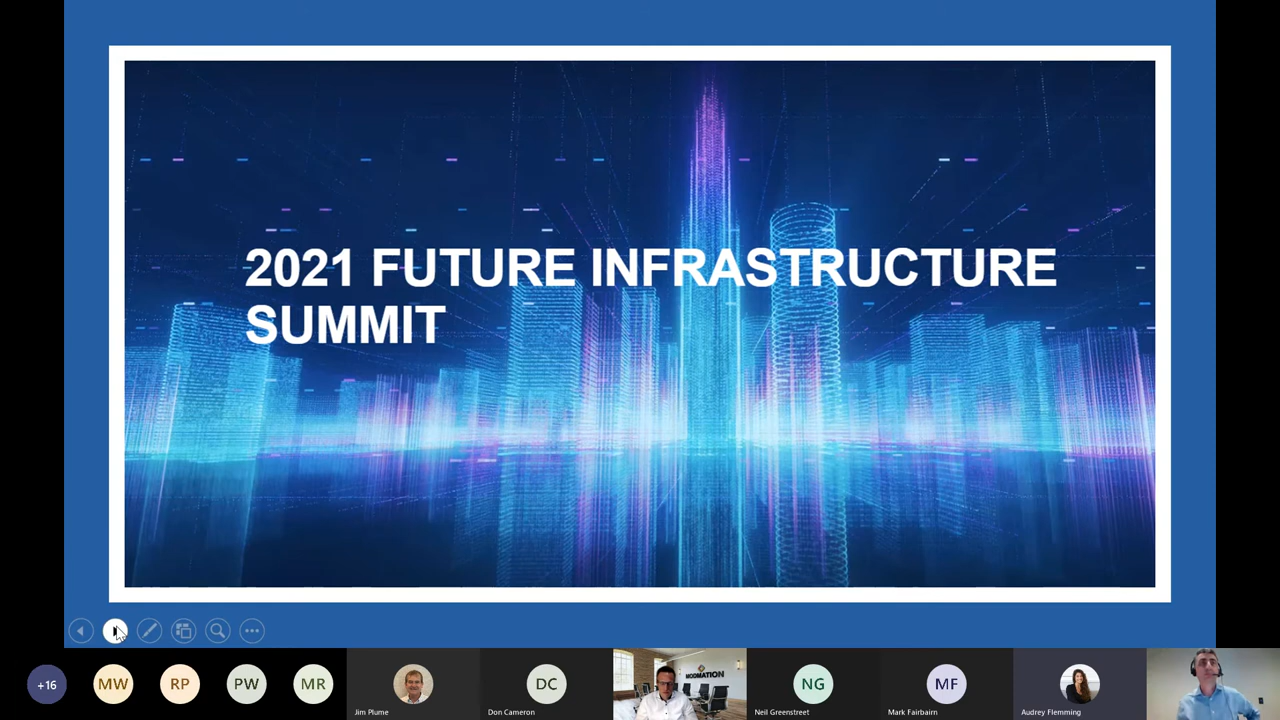 2021 FUTURE INFRASTRUCTURE
SUMMIT
+16
MW
RP
PW
MR
Jim Plume
DC
Don Cameron
MODMATION
NG
Neil Greenstreet
MF
Mark Fairbairn
Audrey Flemming